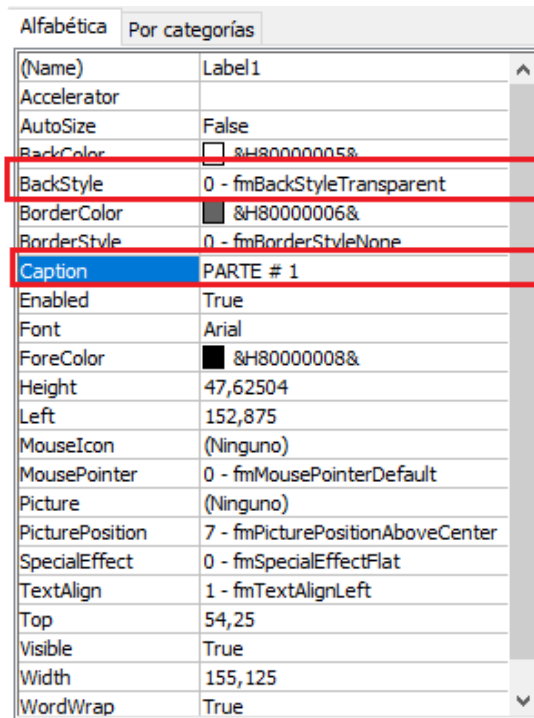 Alfabética Por categorías
(Name) Label1
Accelerator
AutoSize False
BackColor &H80000005&
BackStyle 0 - fmBackStyleTransparent
BorderColor &H80000006&
BorderStyle 0 - fmBorderStyleNone
Caption PARTE # 1
Enabled True
Font Arial
ForeColor &H80000008&
Height 47,62504
Left 152,875
MouseIcon (Ninguno)
MousePointer 0 - fmMousePointerDefault
Picture (Ninguno)
PicturePosition 7 - fmPicturePositionAboveCenter
SpecialEffect 0 - fmSpecialEffectFlat
TextAlign 1 - fmTextAlignLeft
Top 54,25
Visible True
Width 155,125
WordWrap True